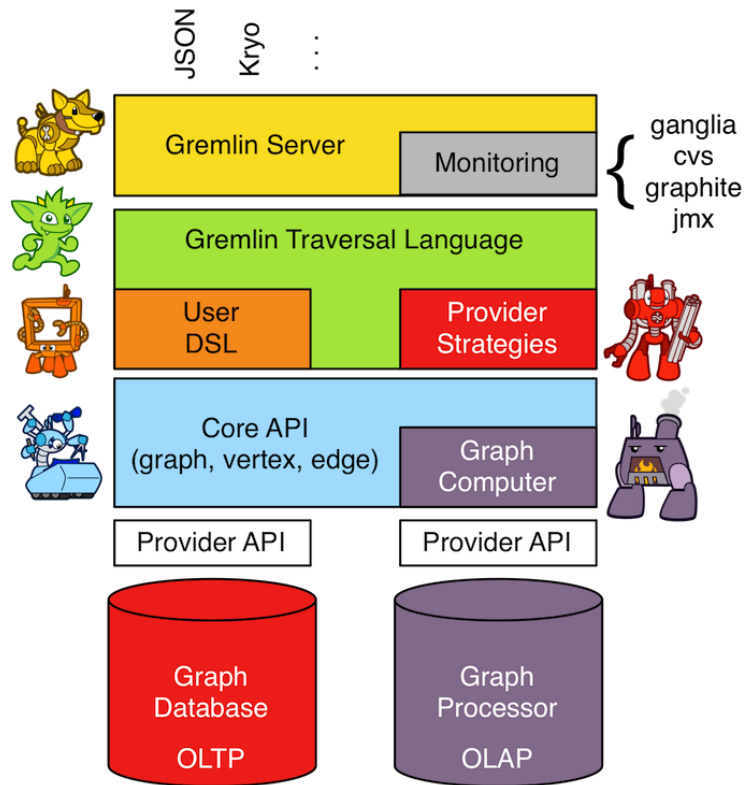 JSON
Kryo
. . .
Gremlin Server
Monitoring
ganglia
cvs
graphite
jmx
Gremlin Traversal Language
User
DSL
Provider
Strategies
Core API
(graph, vertex, edge)
Graph
Computer
Provider API
Provider API
Graph
Database
OLTP
Graph
Processor
OLAP